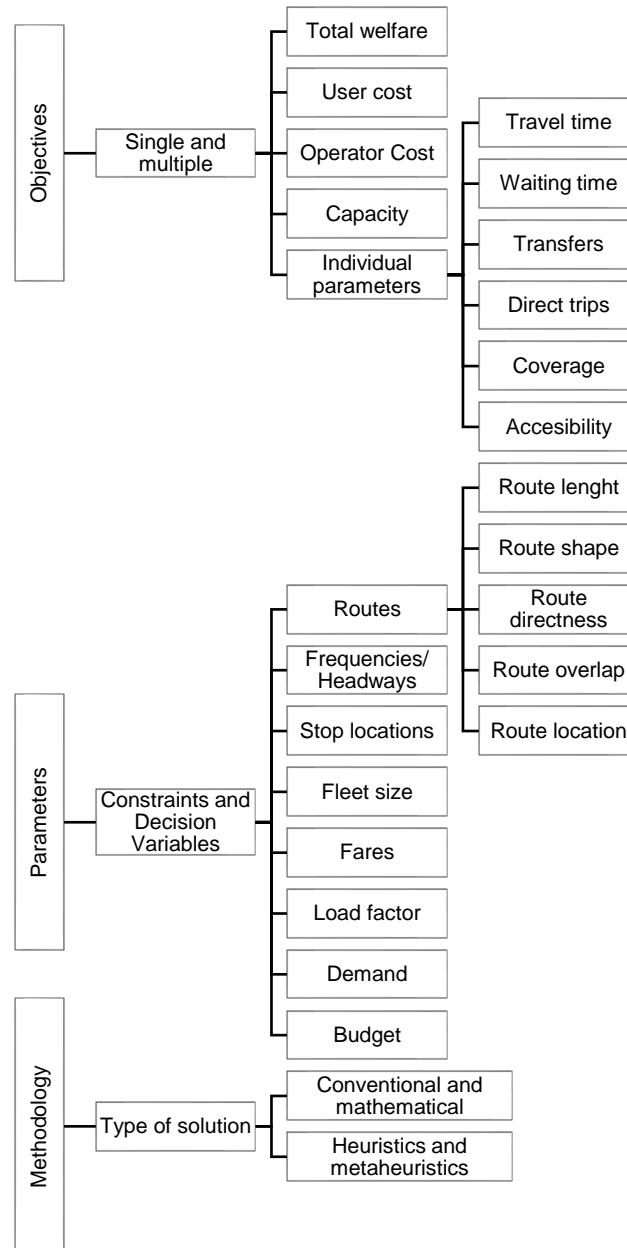 Objectives
Single and
multiple
Total welfare
User cost
Operator Cost
Capacity
Individual
parameters
Travel time
Waiting time
Transfers
Direct trips
Coverage
Accesibility
Parameters
Constraints and
Decision
Variables
Routes
Frequencies/
Headways
Stop locations
Fleet size
Fares
Load factor
Demand
Budget
Route lenght
Route shape
Route
directness
Route overlap
Route location
Methodology
Type of solution
Conventional and
mathematical
Heuristics and
metaheuristics